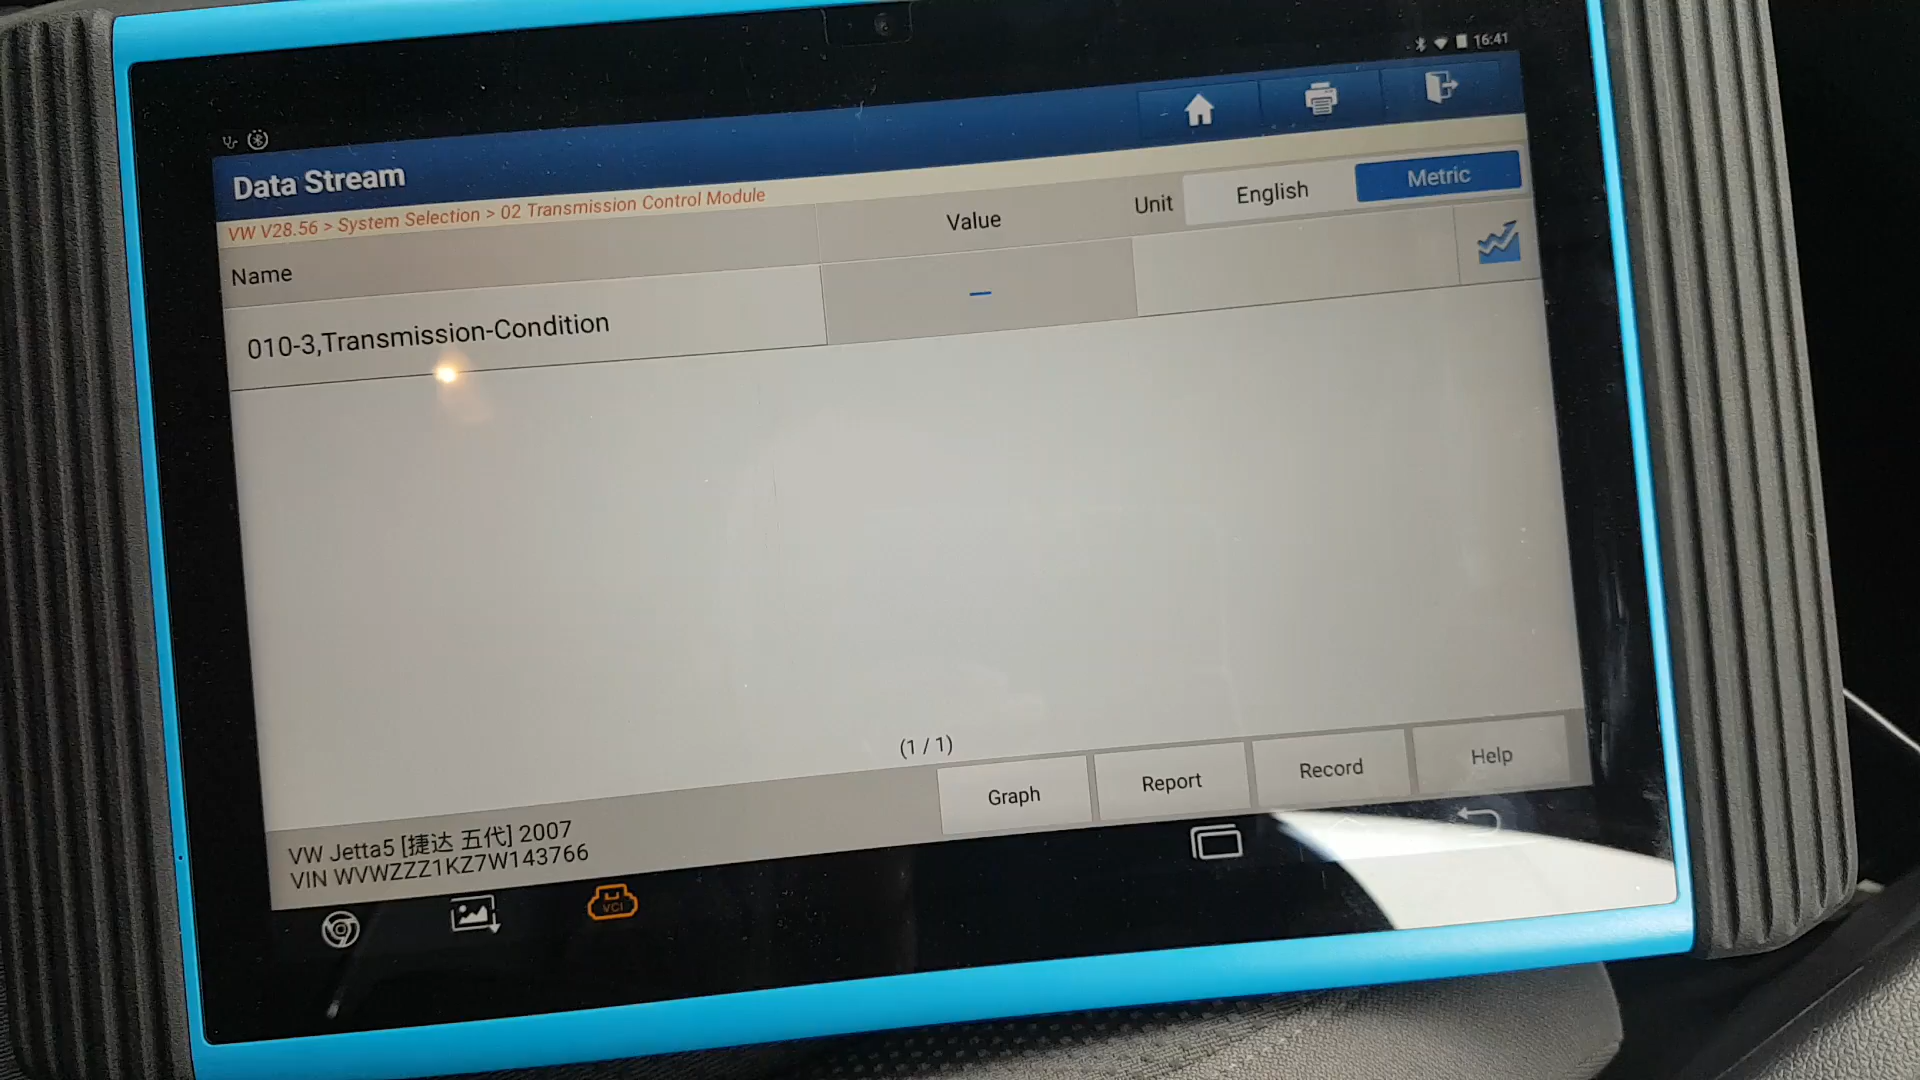 16:41
Data Stream
VW V28.56 > System Selection > 02 Transmission Control Module
Name
Value
Unit
English
Metric
010-3,Transmission-Condition
—
(1 / 1)
Graph
Report
Record
Help
VW Jetta5 [捷达 五代] 2007
VIN WVWZZZ1KZ7W143766
VCI